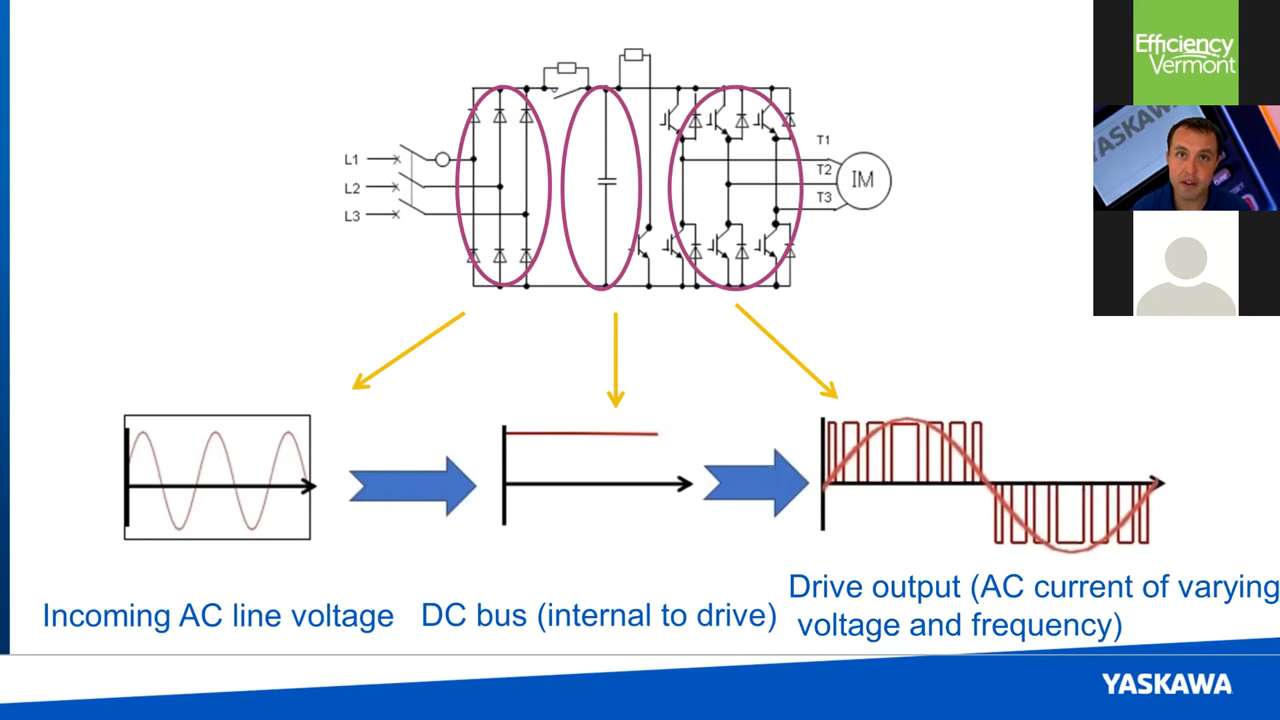 Efficiency
Vermont
YASKAWA
L1
L2
L3
T1
T2
T3
IM
Incoming AC line voltage
DC bus (internal to drive)
Drive output (AC current of varying
voltage and frequency)
YASKAWA